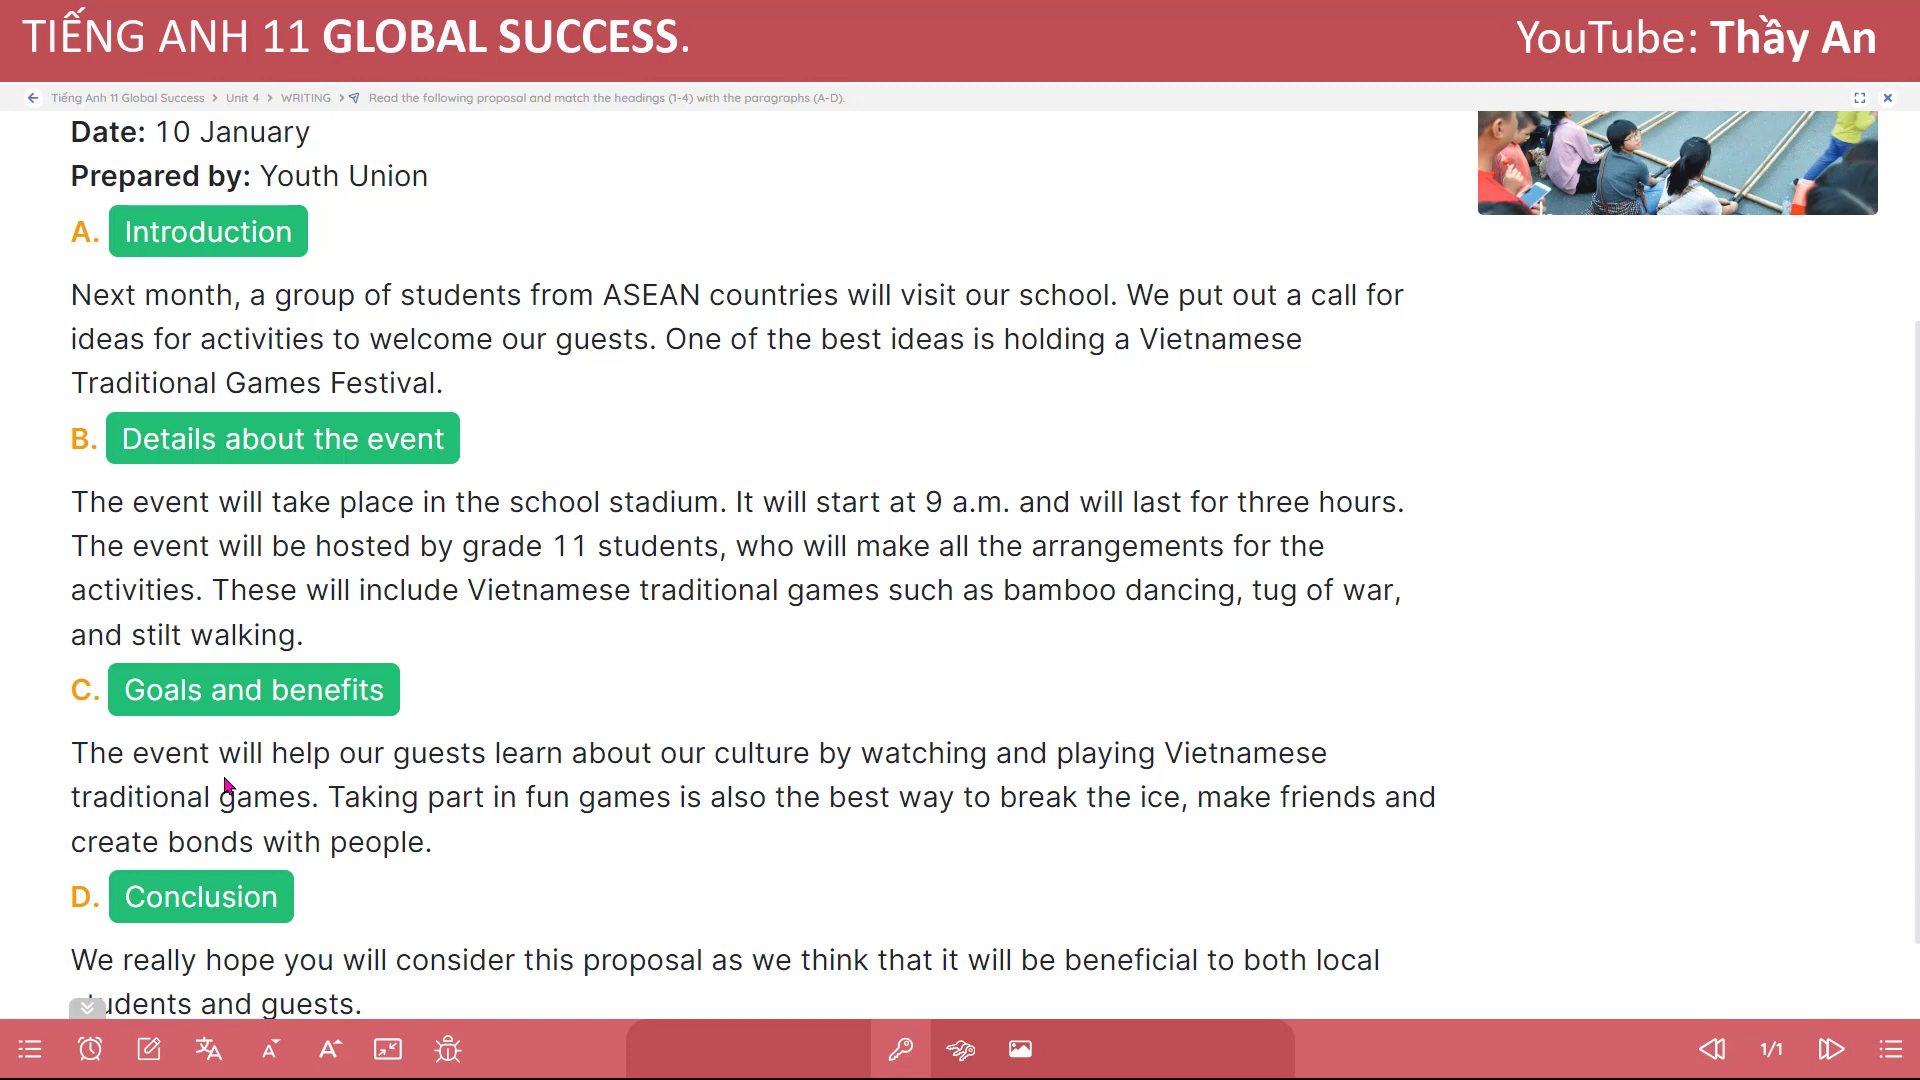 TIẾNG ANH 11 GLOBAL SUCCESS.
YouTube: Thầy An
Tiếng Anh 11 Global Success > Unit 4 > WRITING > Read the following proposal and match the headings (1-4) with the paragraphs (A-D).
Date: 10 January
Prepared by: Youth Union
A. Introduction
Next month, a group of students from ASEAN countries will visit our school. We put out a call for
ideas for activities to welcome our guests. One of the best ideas is holding a Vietnamese
Traditional Games Festival.
B. Details about the event
The event will take place in the school stadium. It will start at 9 a.m. and will last for three hours.
The event will be hosted by grade 11 students, who will make all the arrangements for the
activities. These will include Vietnamese traditional games such as bamboo dancing, tug of war,
and stilt walking.
C. Goals and benefits
The event will help our guests learn about our culture by watching and playing Vietnamese
traditional games. Taking part in fun games is also the best way to break the ice, make friends and
create bonds with people.
D. Conclusion
We really hope you will consider this proposal as we think that it will be beneficial to both local
students and guests.
1/1